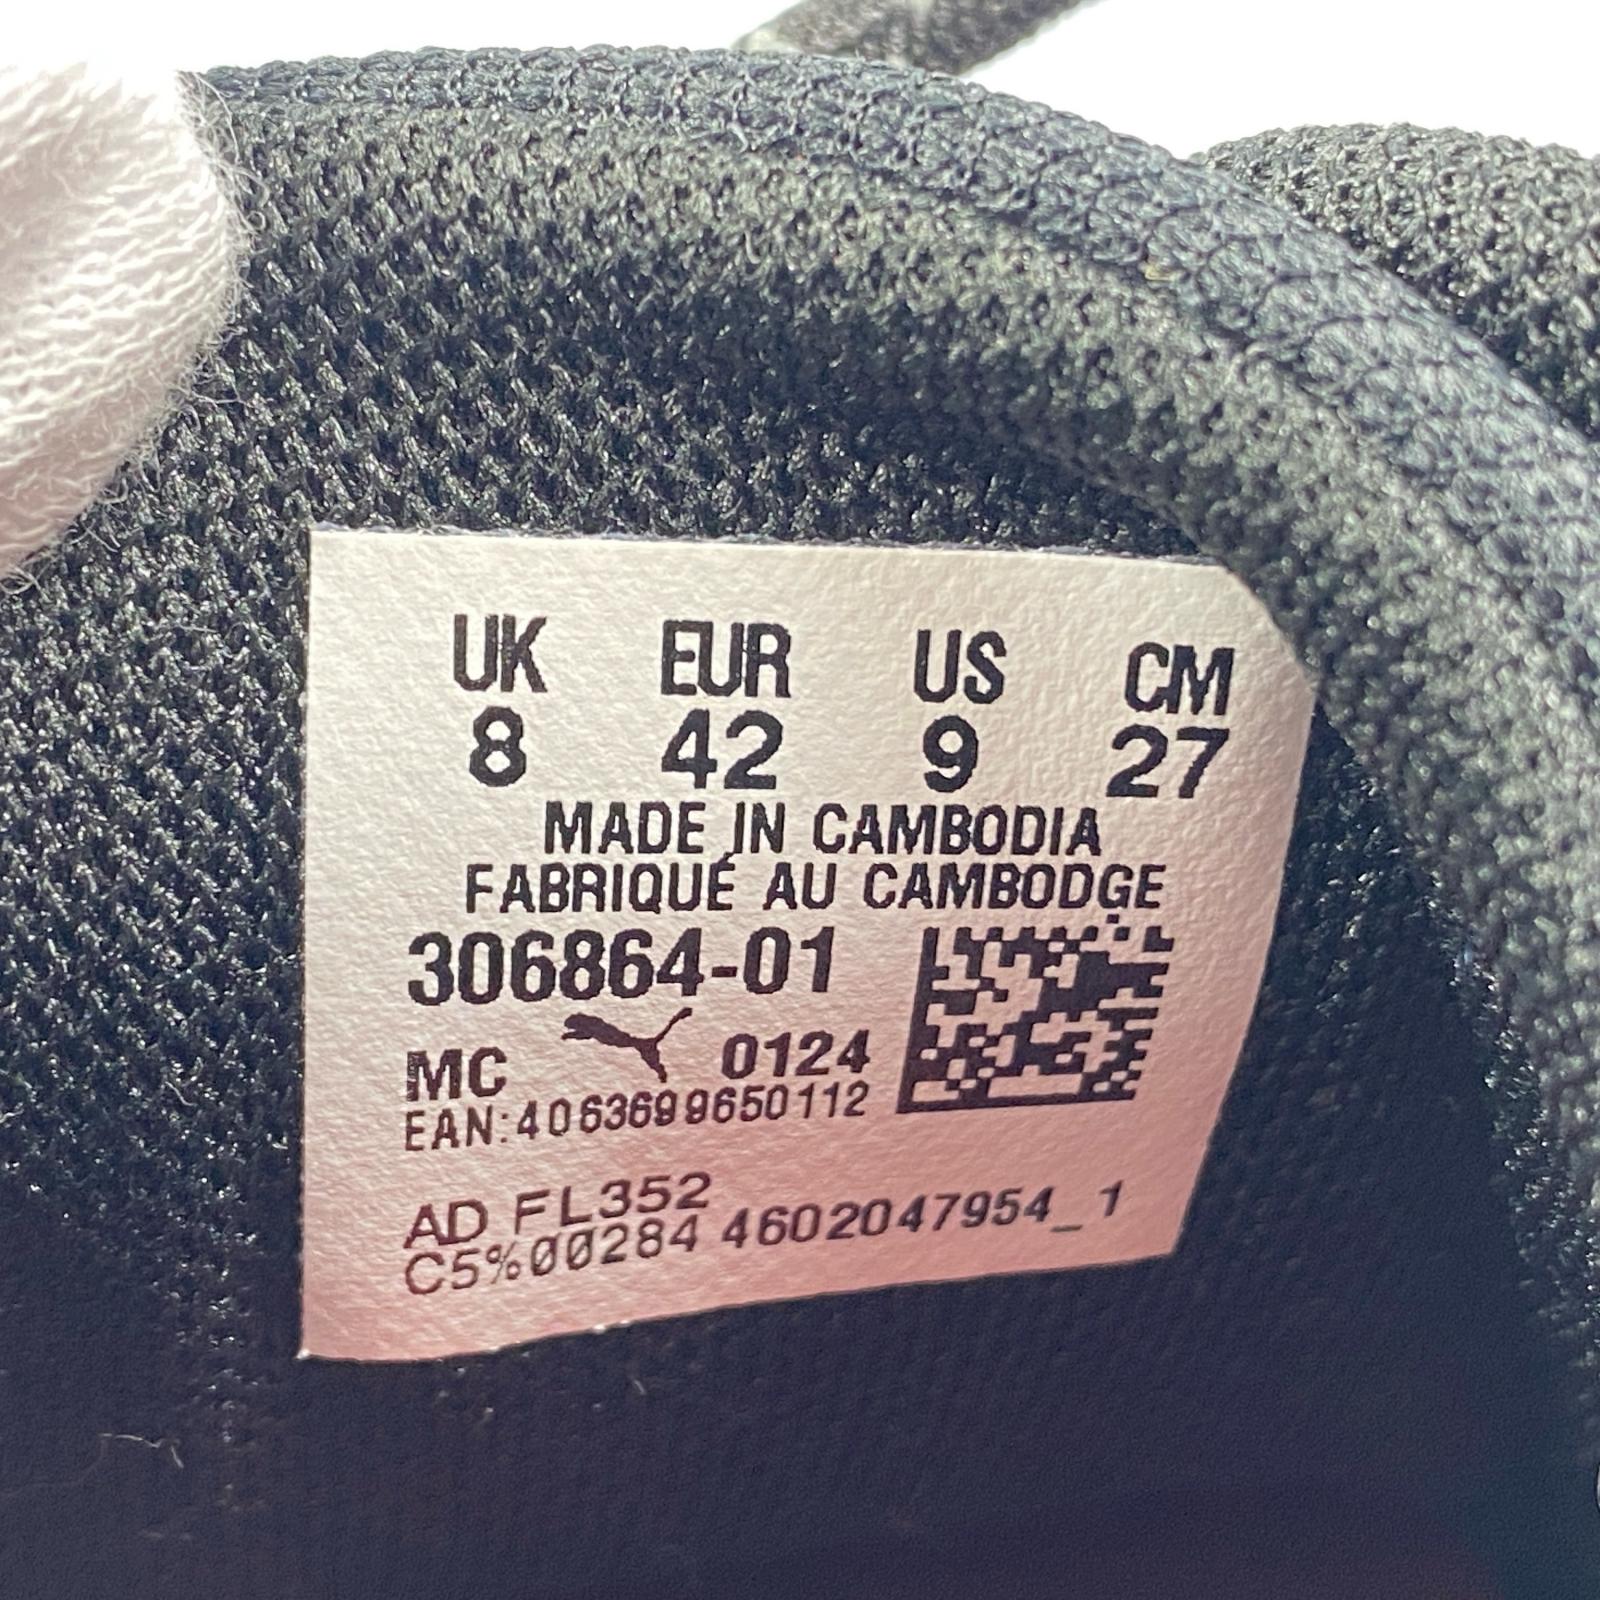 UK EUR US CM
8 42 9 27
MADE IN CAMBODIA
FABRIQUÉ AU CAMBODGE
306864-01
MC 0124
EAN:4063699650112
AD FL352
C5%00284 4602047954_1